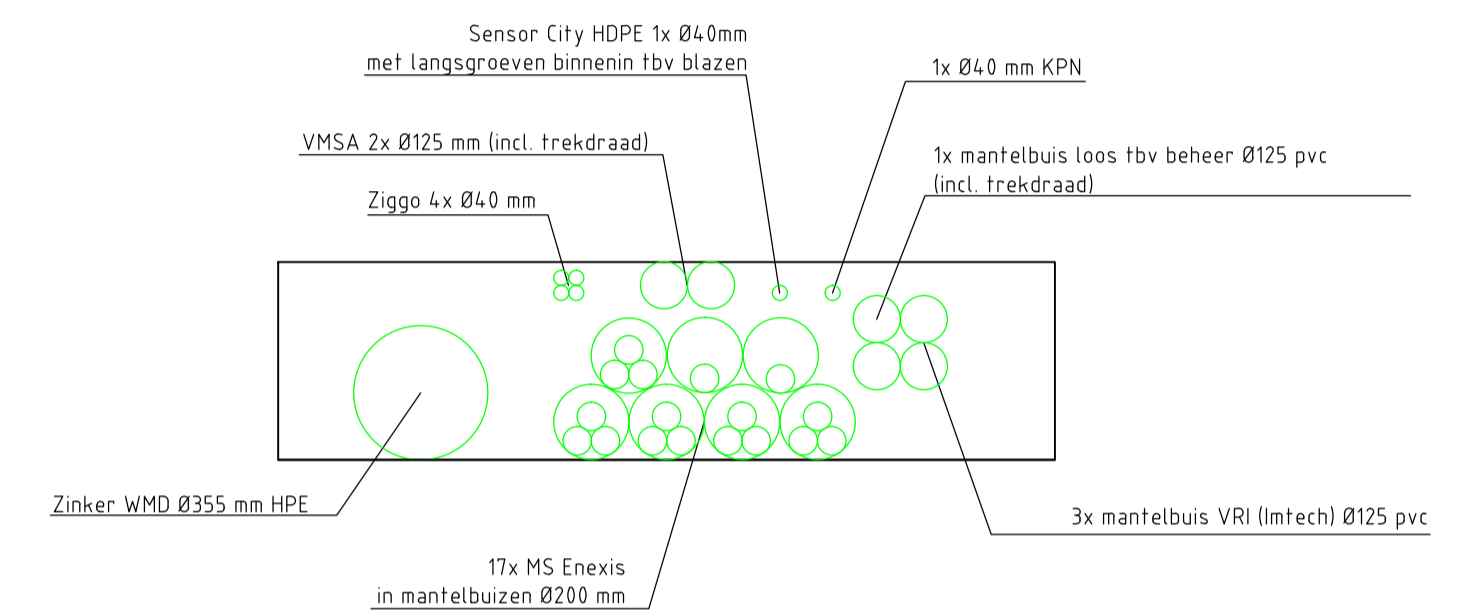 Sensor City HDPE 1x Ø40mm
met langsgroeven binnenin tbv blazen
1x Ø40 mm KPN
VMSA 2x Ø125 mm (incl. trekdraad)
1x mantelbuis loos tbv beheer Ø125 pvc
(incl. trekdraad)
Ziggo 4x Ø40 mm
Zinker WMD Ø355 mm HPE
3x mantelbuis VRI (Imtech) Ø125 pvc
17x MS Enexis
in mantelbuizen Ø200 mm